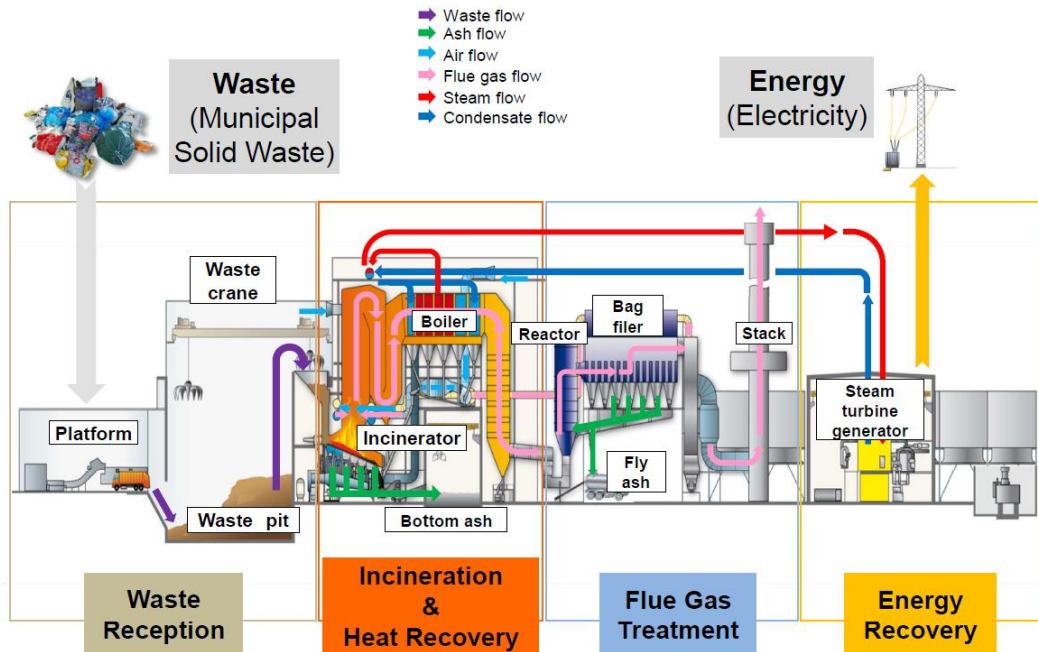 Waste flow
Ash flow
Air flow
Flue gas flow
Steam flow
Condensate flow
Waste
(Municipal
Solid Waste)
Energy
(Electricity)
Waste
crane
Boiler
Reactor
Bag
filer
Stack
Platform
Incinerator
Steam
turbine
generator
Waste pit
Bottom ash
Fly
ash
Waste
Reception
Incineration
&
Heat Recovery
Flue Gas
Treatment
Energy
Recovery